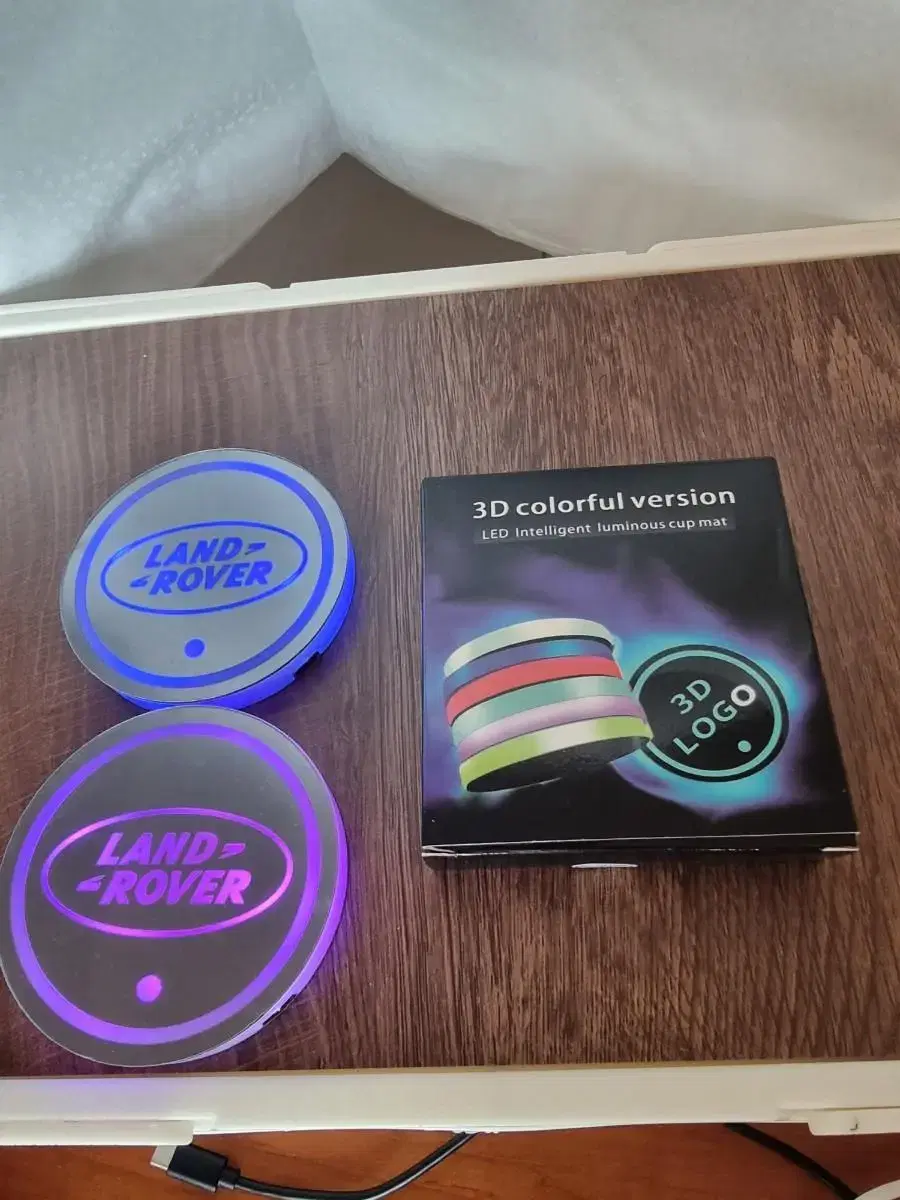 3D colorful version
LED Intelligent luminous cup mat
3D
LOGO
LAND
ROVER
LAND
ROVER